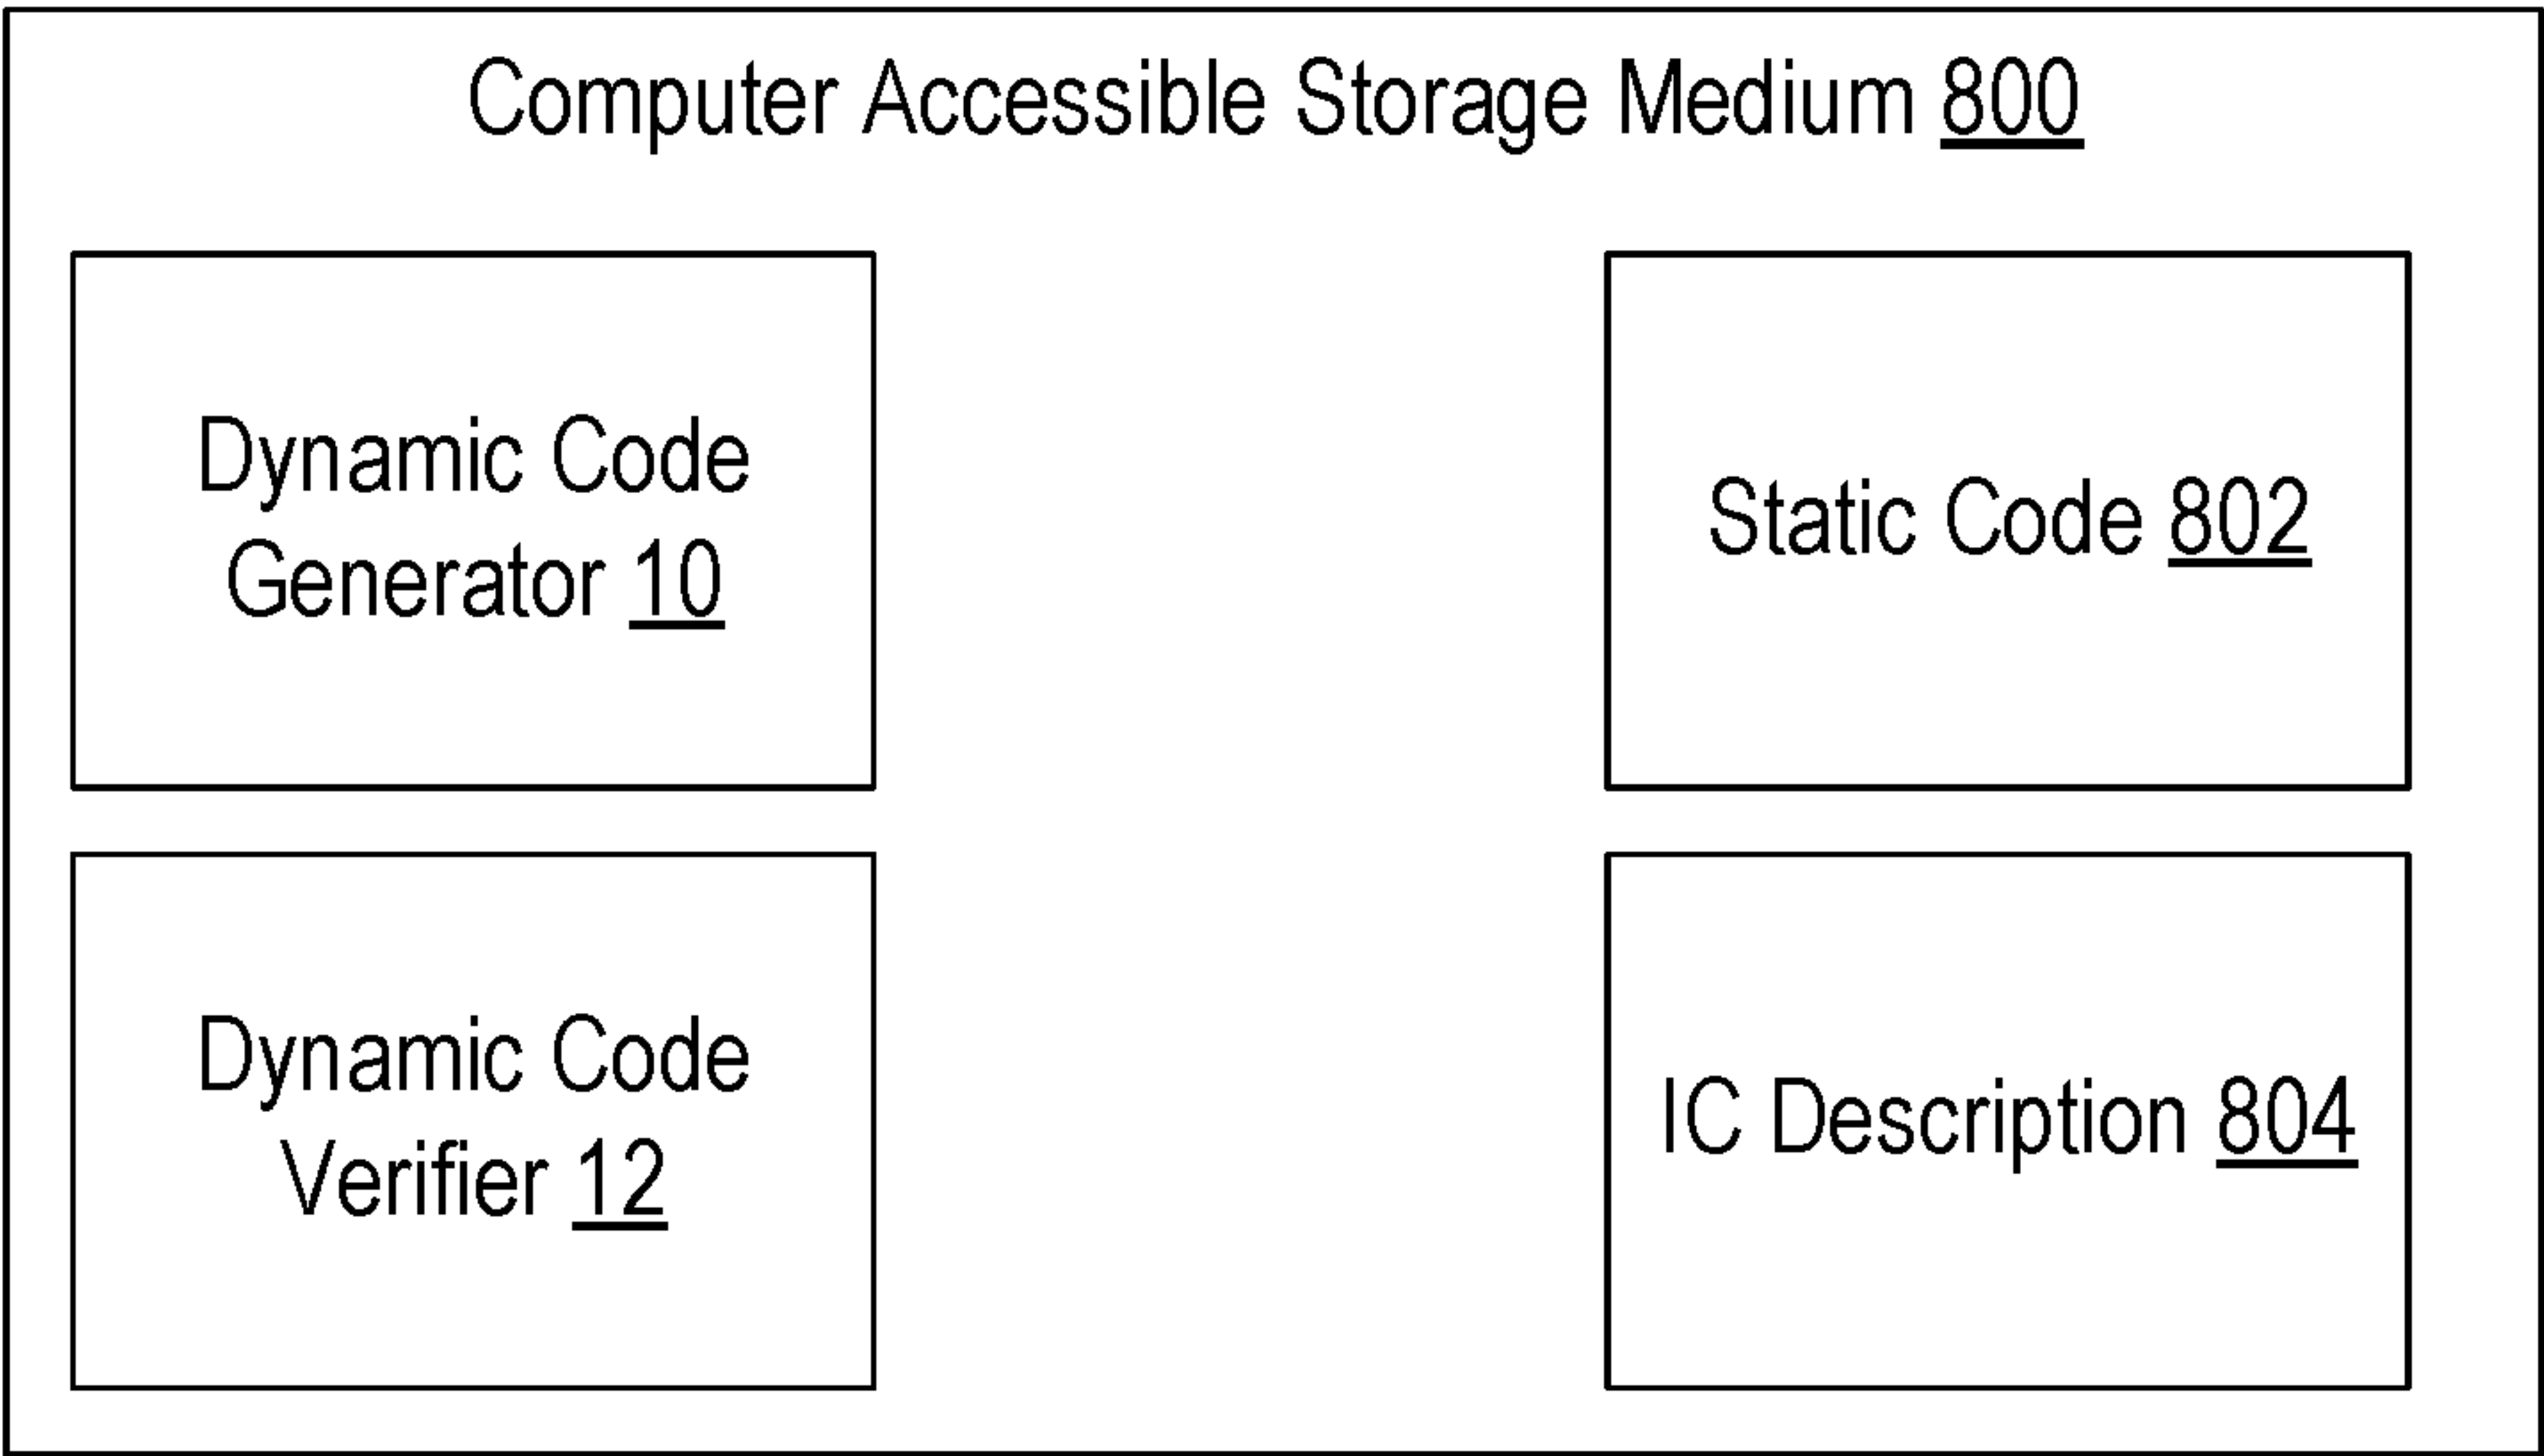 Computer Accessible Storage Medium 800
Dynamic Code
Generator 10
Static Code 802
Dynamic Code
Verifier 12
IC Description 804